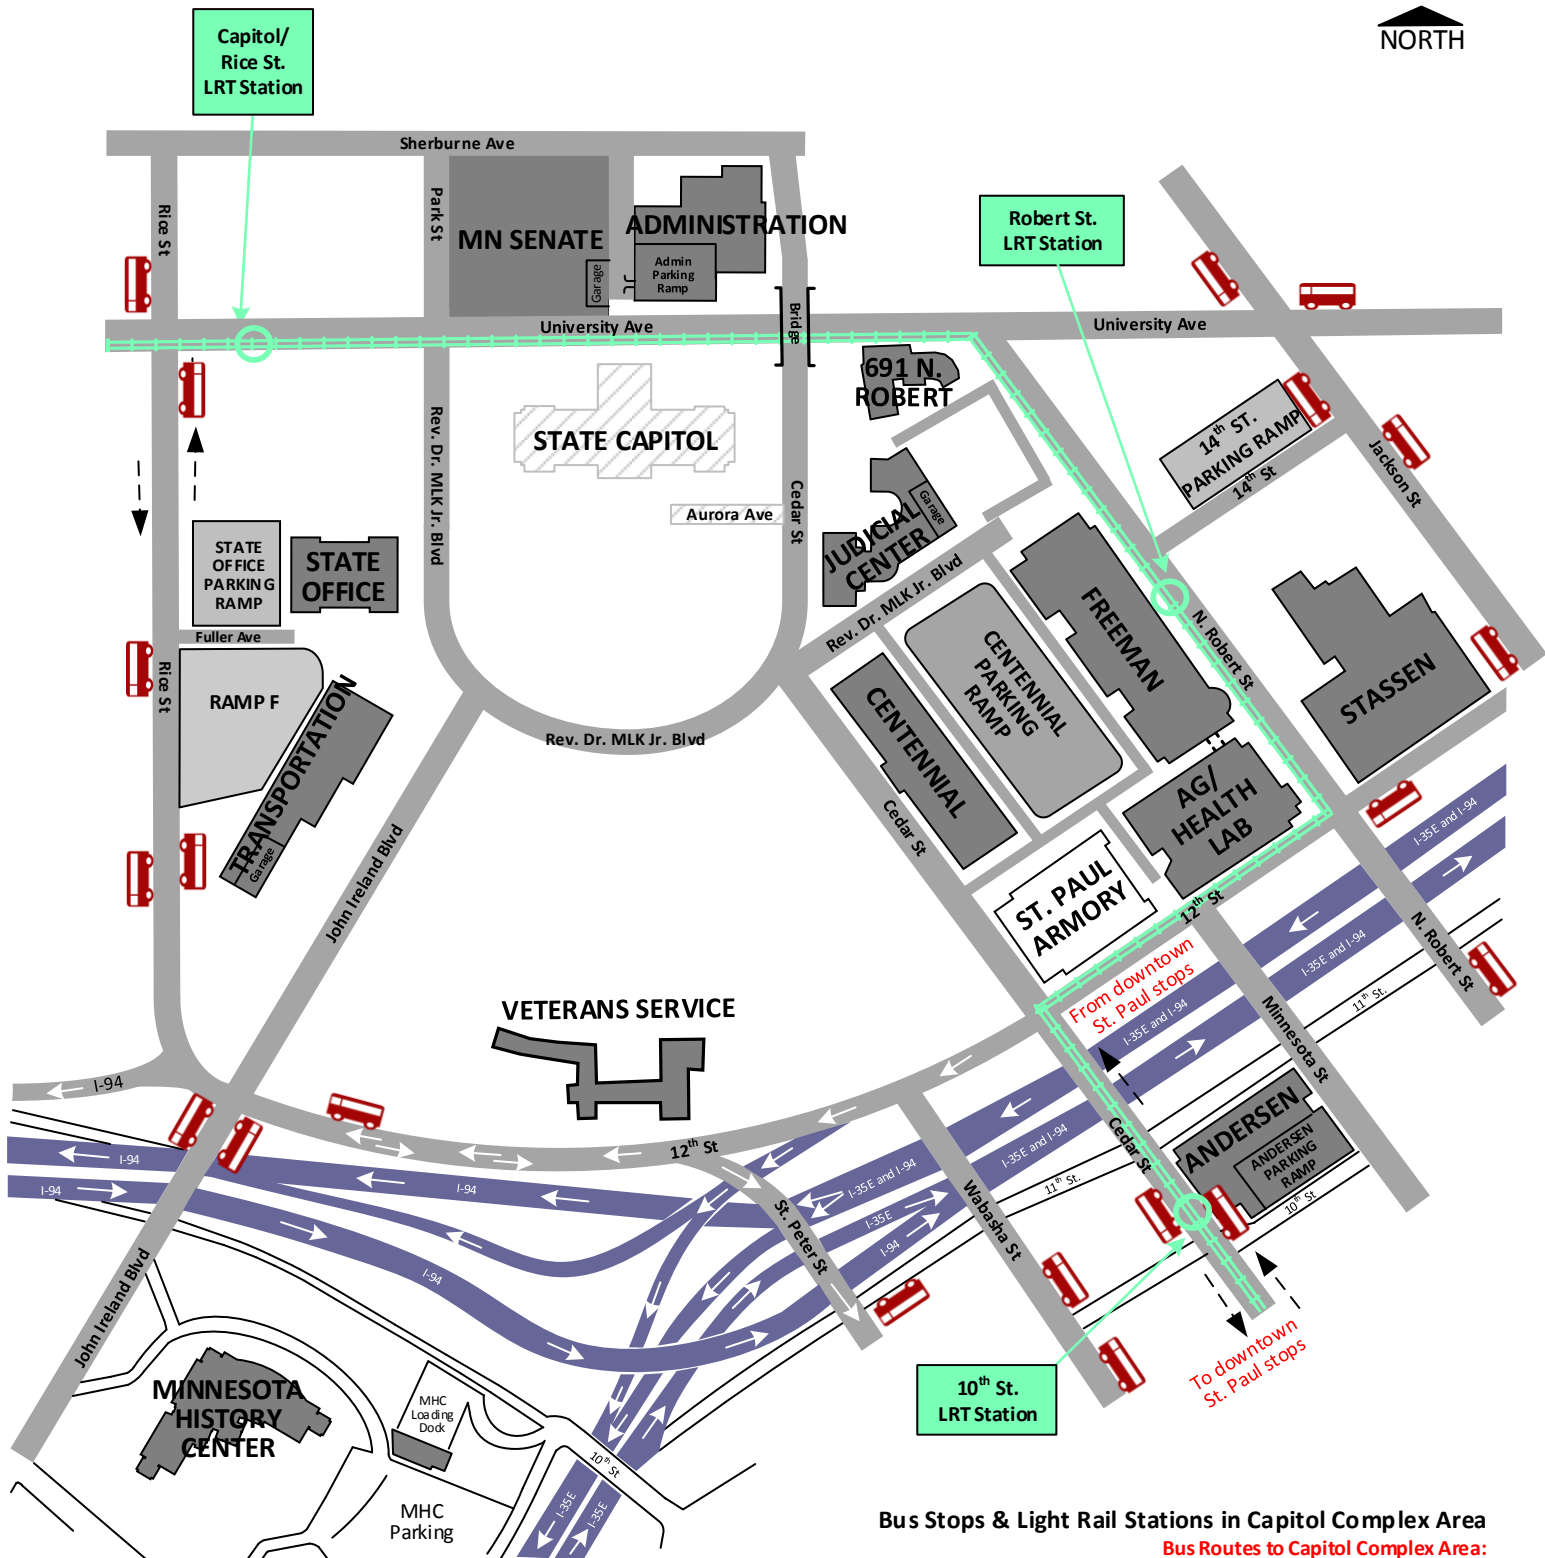 NORTH
Capitol/
Rice St.
LRT Station
Sherburne Ave
Rice St
Park St
MN SENATE
Garage
ADMINISTRATION
Admin
Parking
Ramp
Robert St.
LRT Station
Bridge
University Ave
University Ave
691 N.
ROBERT
STATE CAPITOL
Rev. Dr. MLK Jr. Blvd
Aurora Ave
Cedar St
14th ST.
PARKING RAMP
14th St
Jackson St
Garage
JUDICIAL
CENTER
Rev. Dr. MLK Jr. Blvd
STATE
OFFICE
PARKING
RAMP
STATE
OFFICE
Fuller Ave
Rice St
RAMP F
TRANSPORTATION
Garage
Rev. Dr. MLK Jr. Blvd
CENTENNIAL
CENTENNIAL
PARKING
RAMP
FREEMAN
N. Robert St
STASSEN
AG/
HEALTH
LAB
Cedar St
John Ireland Blvd
ST. PAUL
ARMORY
12th St
I-35E and I-94
I-35E and I-94
N. Robert St
From downtown
St. Paul stops
I-35E and I-94
11th St.
Minnesota St
VETERANS SERVICE
I-94
12th St
I-94
I-94
I-94
I-35E and I-94
I-35E and I-94
I-35E
I-94
11th St.
Cedar St
ANDERSEN
ANDERSEN
PARKING
RAMP
10th St
Wabasha St
St. Peter St
I-94
John Ireland Blvd
To downtown
St. Paul stops
10th St.
LRT Station
MINNESOTA
HISTORY
CENTER
MHC
Loading
Dock
10th St
MHC
Parking
I-35E
I-35E
Bus Stops & Light Rail Stations in Capitol Complex Area
Bus Routes to Capitol Complex Area: